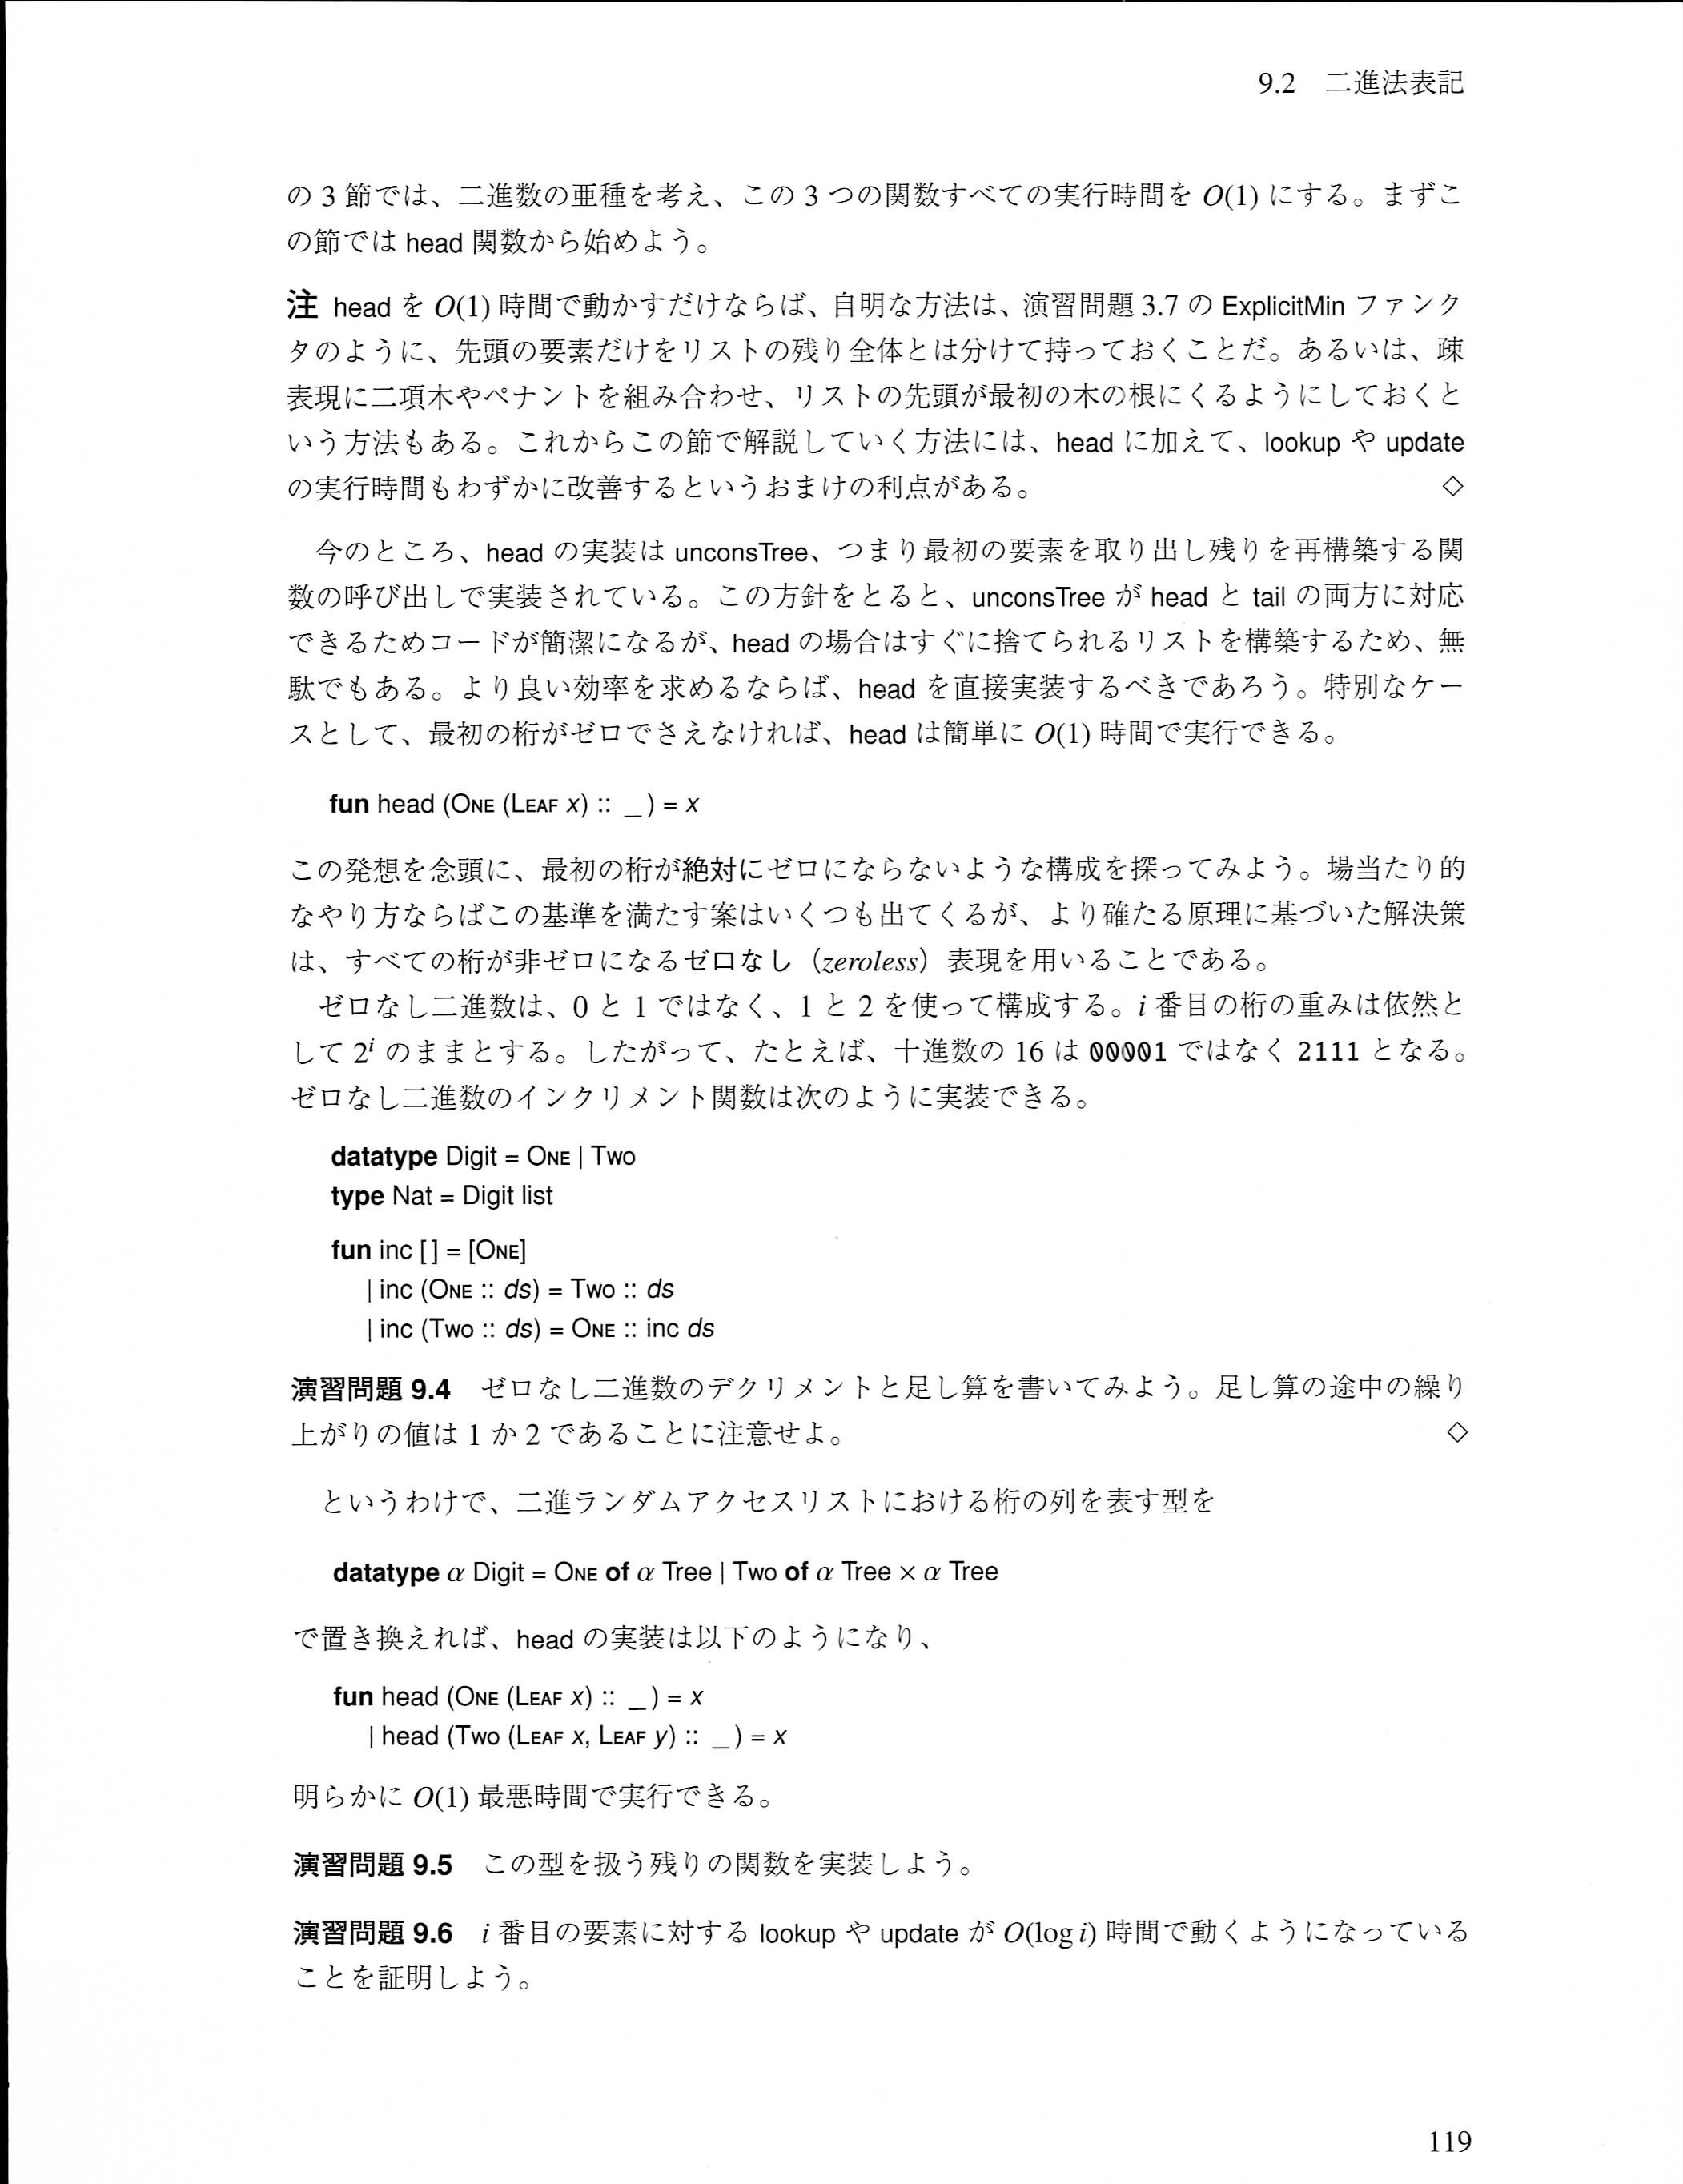 9.2 二進法表記
の 3 節では、二進数の亜種を考え、この 3 つの関数すべての実行時間を O(1) にする。まずこ
の節では head 関数から始めよう。
注 head を O(1) 時間で動かすだけならば、自明な方法は、演習問題 3.7 の ExplicitMin ファンク
タのように、先頭の要素だけをリストの残り全体とは分けて持っておくことだ。あるいは、疎
表現に二項木やペナントを組み合わせ、リストの先頭が最初の木の根にくるようにしておくと
いう方法もある。これからこの節で解説していく方法には、head に加えて、lookup や update
の実行時間もわずかに改善するというおまけの利点がある。 ◇
今のところ、head の実装は unconsTree、つまり最初の要素を取り出し残りを再構築する関
数の呼び出しで実装されている。この方針をとると、unconsTree が head と tail の両方に対応
できるためコードが簡潔になるが、head の場合はすぐに捨てられるリストを構築するため、無
駄でもある。より良い効率を求めるならば、head を直接実装するべきであろう。特別なケー
スとして、最初の桁がゼロでさえなければ、head は簡単に O(1) 時間で実行できる。
fun head (ONE (LEAF x) :: _ ) = x
この発想を念頭に、最初の桁が絶対にゼロにならないような構成を探ってみよう。場当たり的
なやり方ならばこの基準を満たす案はいくつも出てくるが、より確たる原理に基づいた解決策
は、すべての桁が非ゼロになるゼロなし（zeroless）表現を用いることである。
ゼロなし二進数は、0 と 1 ではなく、1 と 2 を使って構成する。i 番目の桁の重みは依然と
して 2^i のままとする。したがって、たとえば、十進数の 16 は 00001 ではなく 2111 となる。
ゼロなし二進数のインクリメント関数は次のように実装できる。
datatype Digit = ONE | TWO
type Nat = Digit list
fun inc [ ] = [ONE]
| inc (ONE :: ds) = TWO :: ds
| inc (TWO :: ds) = ONE :: inc ds
演習問題 9.4 ゼロなし二進数のデクリメントと足し算を書いてみよう。足し算の途中の繰り
上がりの値は 1 か 2 であることに注意せよ。 ◇
というわけで、二進ランダムアクセスリストにおける桁の列を表す型を
datatype α Digit = ONE of α Tree | TWO of α Tree × α Tree
で置き換えれば、head の実装は以下のようになり、
fun head (ONE (LEAF x) :: _ ) = x
| head (TWO (LEAF x, LEAF y) :: _ ) = x
明らかに O(1) 最悪時間で実行できる。
演習問題 9.5 この型を扱う残りの関数を実装しよう。
演習問題 9.6 i 番目の要素に対する lookup や update が O(log i) 時間で動くようになっている
ことを証明しよう。
119